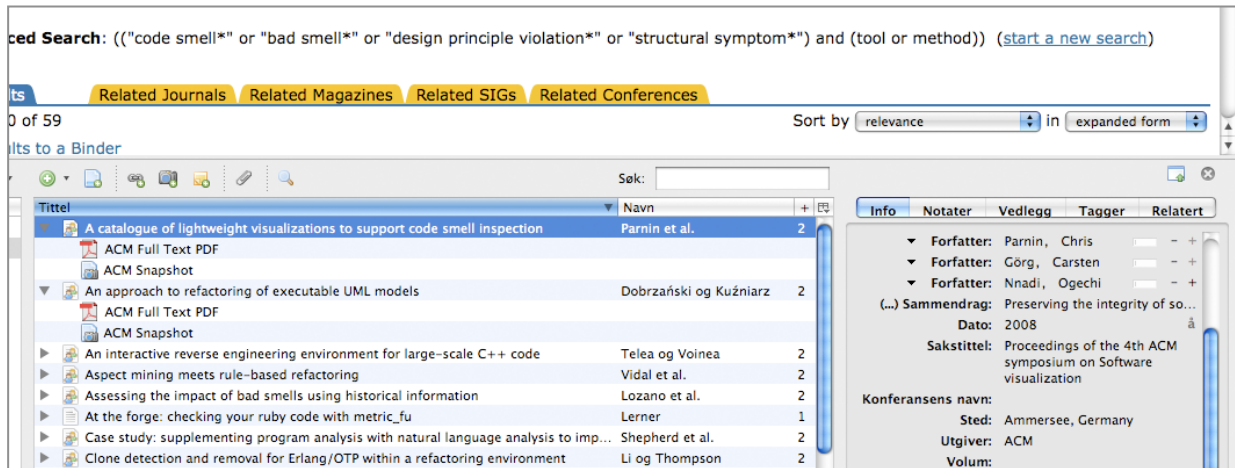 ced Search: (("code smell*" or "bad smell*" or "design principle violation*" or "structural symptom*") and (tool or method)) (start a new search)
lts Related Journals Related Magazines Related SIGs Related Conferences
0 of 59 Sort by relevance in expanded form
lts to a Binder
Søk:
Tittel Navn + Info Notater Vedlegg Tagger Relatert
A catalogue of lightweight visualizations to support code smell inspection Parnin et al. 2
ACM Full Text PDF
ACM Snapshot
An approach to refactoring of executable UML models Dobrzański og Kuźniarz 2
ACM Full Text PDF
ACM Snapshot
An interactive reverse engineering environment for large-scale C++ code Telea og Voinea 2
Aspect mining meets rule-based refactoring Vidal et al. 2
Assessing the impact of bad smells using historical information Lozano et al. 2
At the forge: checking your ruby code with metric_fu Lerner 1
Case study: supplementing program analysis with natural language analysis to imp... Shepherd et al. 2
Clone detection and removal for Erlang/OTP within a refactoring environment Li og Thompson 2
Forfatter: Parnin, Chris - +
Forfatter: Görg, Carsten - +
Forfatter: Nnadi, Ogechi - +
(...) Sammendrag: Preserving the integrity of so...
Dato: 2008 å
Sakstittel: Proceedings of the 4th ACM
symposium on Software
visualization
Konferansens navn:
Sted: Ammersee, Germany
Utgiver: ACM
Volum: